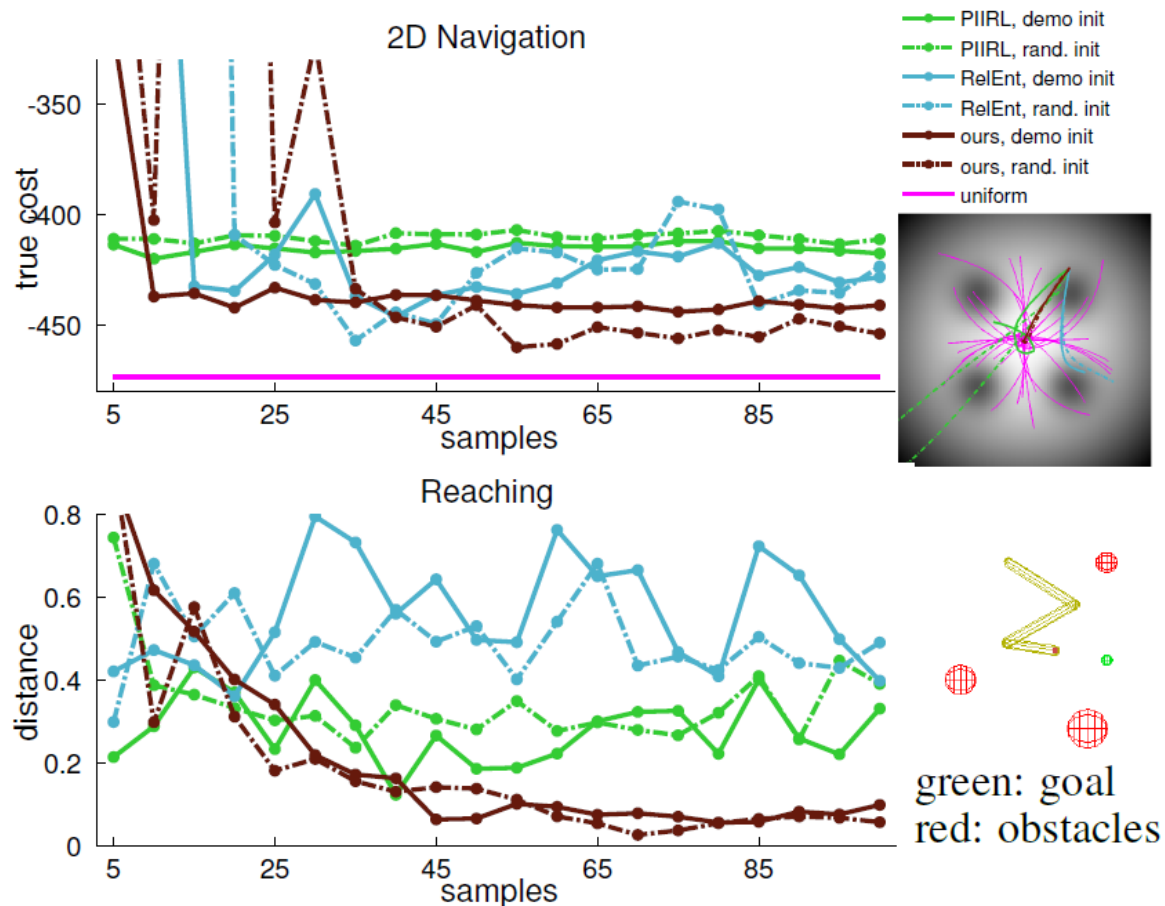 2D Navigation
-350
-400
-450
true cost
5
25
45
65
85
samples
PIIRL, demo init
PIIRL, rand. init
RelEnt, demo init
RelEnt, rand. init
ours, demo init
ours, rand. init
uniform
Reaching
0.8
0.6
0.4
0.2
0
distance
5
25
45
65
85
samples
green: goal
red: obstacles